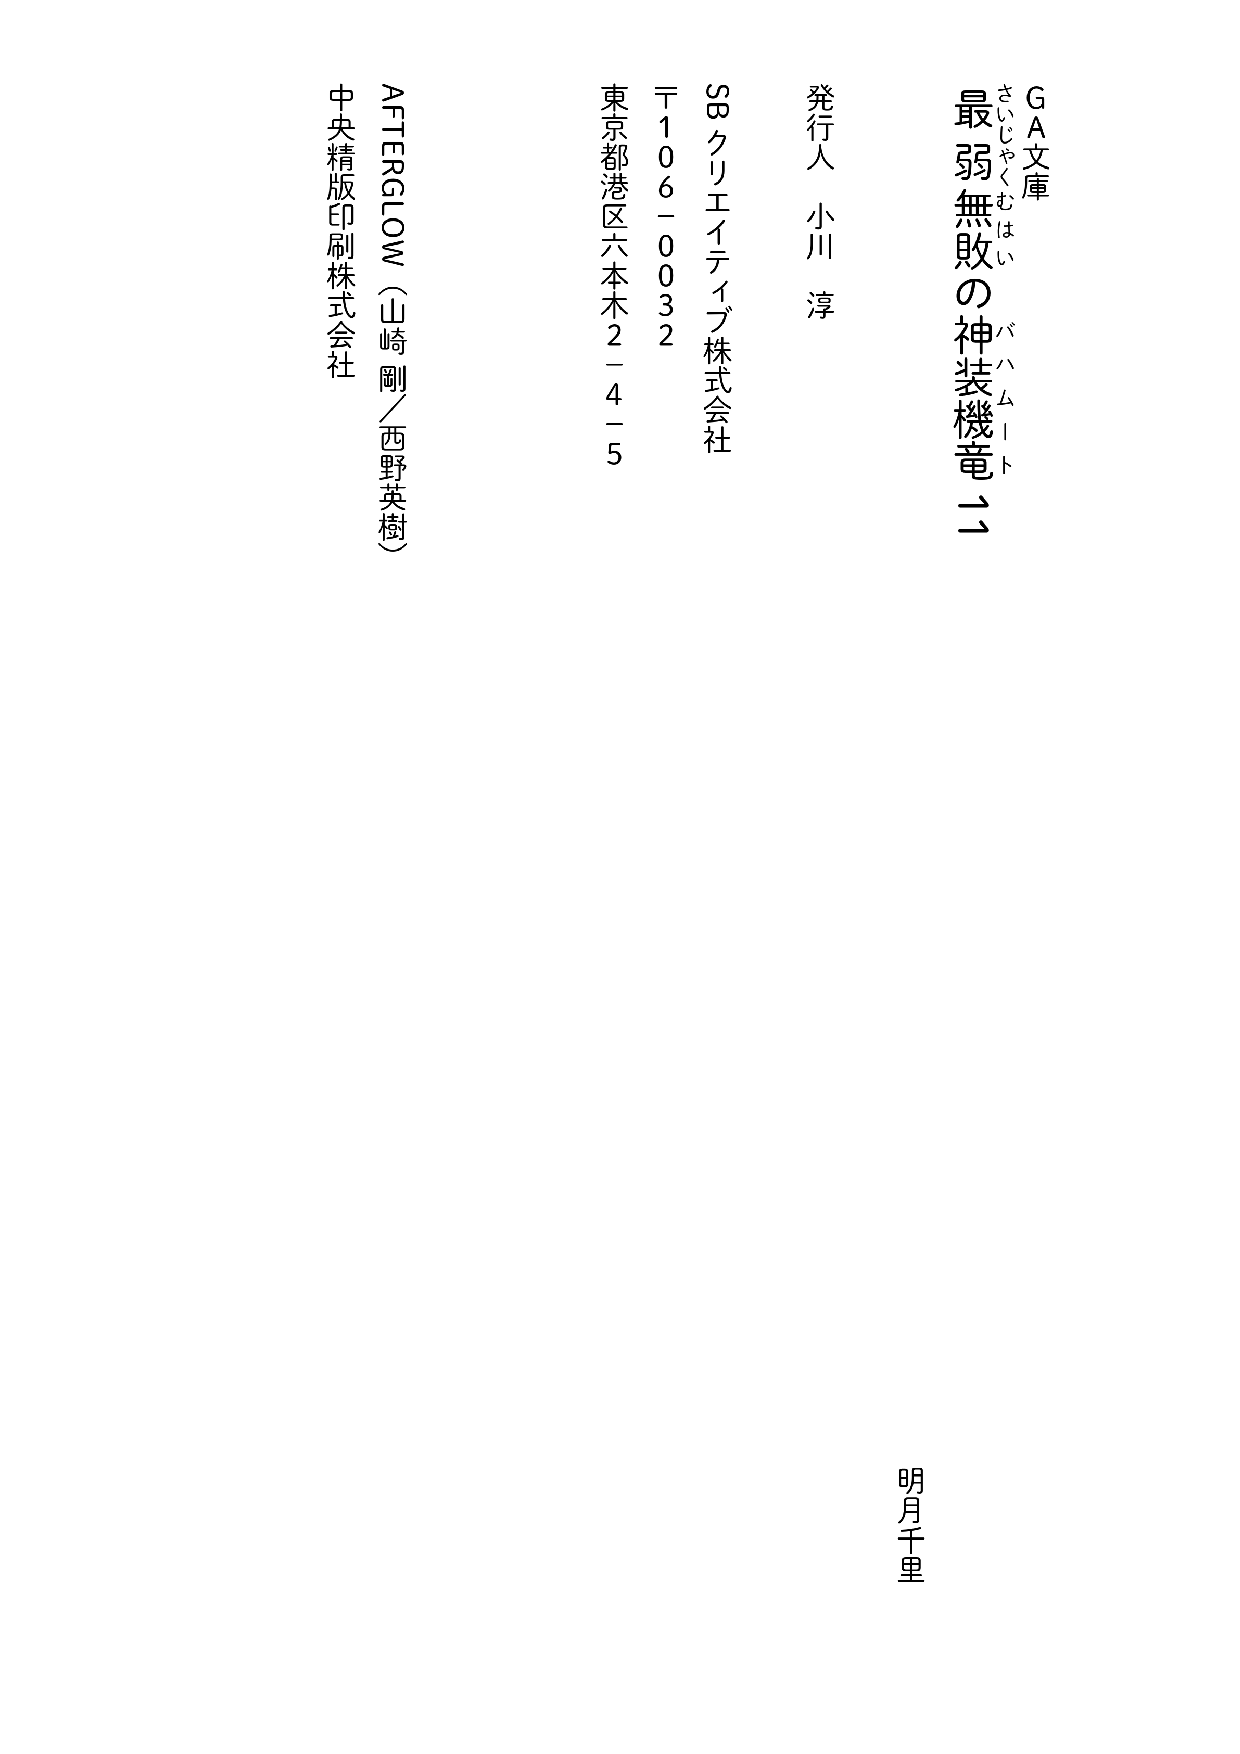 GA文庫
最弱無敗の神装機竜11
さいじゃくむはい バハムート
明月千里
発行人 小川 淳
SBクリエイティブ株式会社
〒106-0032
東京都港区六本木2-4-5
AFTERGLOW(山崎 剛/西野英樹)
中央精版印刷株式会社